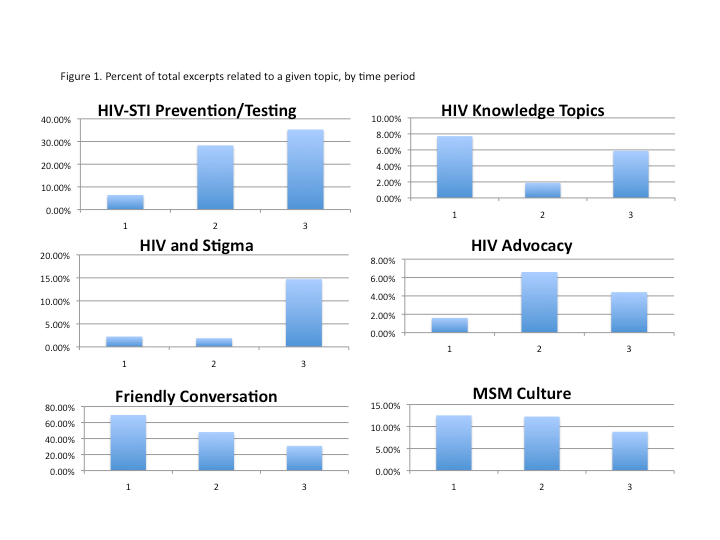 Figure 1. Percent of total excerpts related to a given topic, by time period
HIV-STI Prevention/Testing
40.00%
30.00%
20.00%
10.00%
0.00%
1 2 3
HIV Knowledge Topics
10.00%
8.00%
6.00%
4.00%
2.00%
0.00%
1 2 3
HIV and Stigma
20.00%
15.00%
10.00%
5.00%
0.00%
1 2 3
HIV Advocacy
8.00%
6.00%
4.00%
2.00%
0.00%
1 2 3
Friendly Conversation
80.00%
60.00%
40.00%
20.00%
0.00%
1 2 3
MSM Culture
15.00%
10.00%
5.00%
0.00%
1 2 3